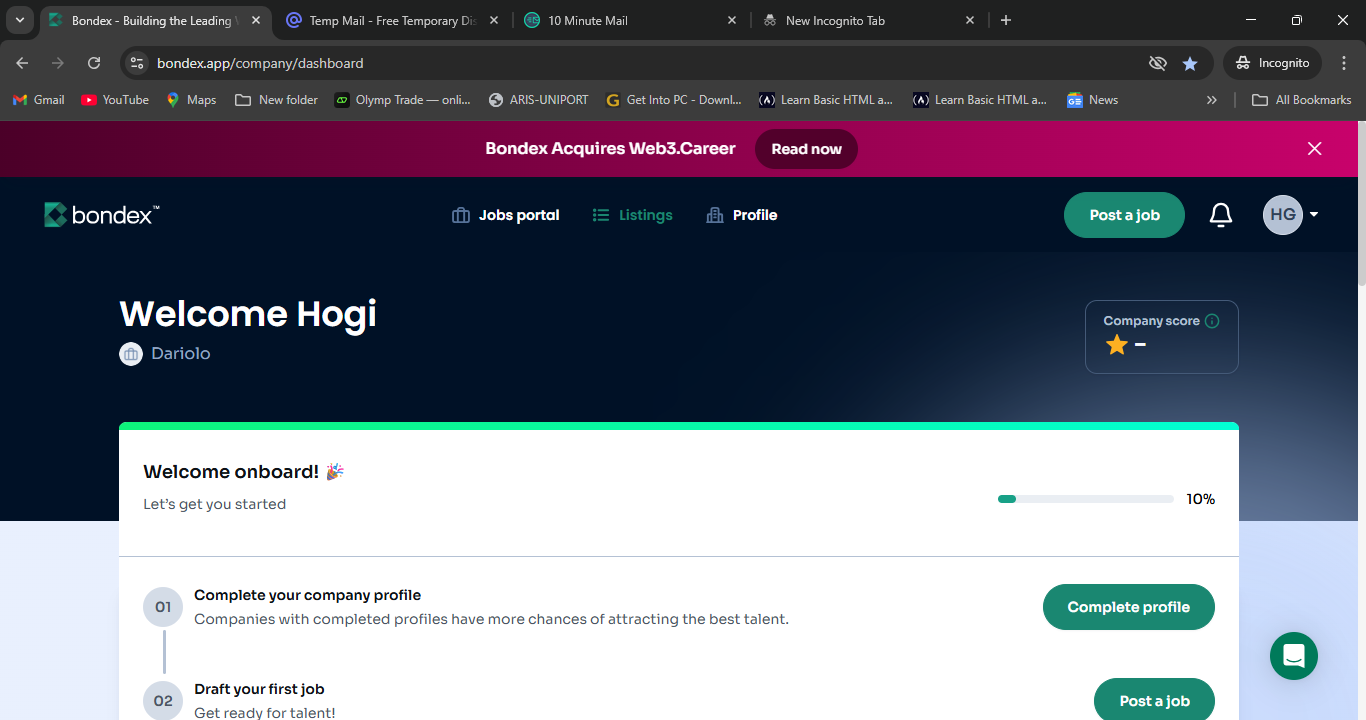 Bondex - Building the Leading
Temp Mail - Free Temporary Dis
10 Minute Mail
New Incognito Tab
bondex.app/company/dashboard
Incognito
Gmail
YouTube
Maps
New folder
Olymp Trade — onli...
ARIS-UNIPORT
Get Into PC - Downl...
Learn Basic HTML a...
Learn Basic HTML a...
News
All Bookmarks
Bondex Acquires Web3.Career
Read now
bondex™
Jobs portal
Listings
Profile
Post a job
HG
Welcome Hogi
Dariolo
Company score
–
Welcome onboard! 🎉
Let's get you started
10%
01
Complete your company profile
Companies with completed profiles have more chances of attracting the best talent.
Complete profile
02
Draft your first job
Get ready for talent!
Post a job